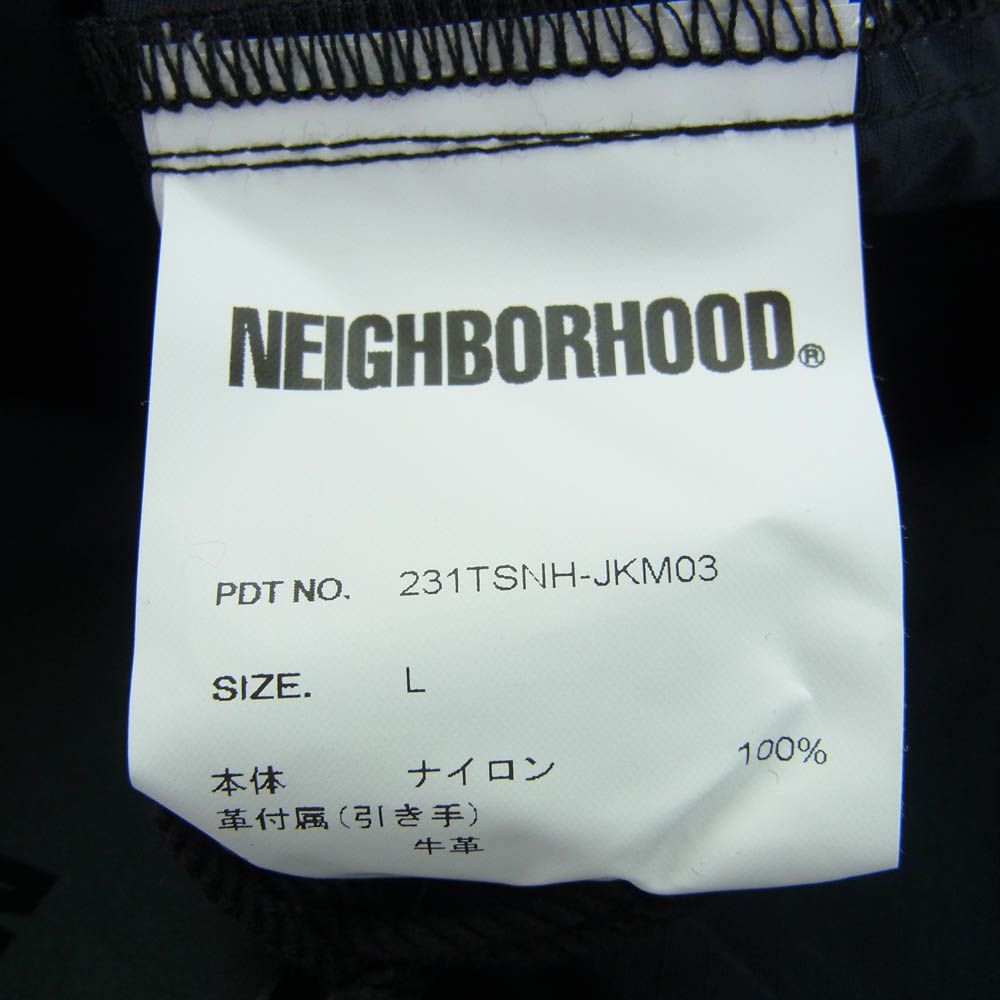 NEIGHBORHOOD®
PDT NO. 231TSNH-JKM03
SIZE. L
本体 ナイロン 100%
革付属(引き手)
牛革